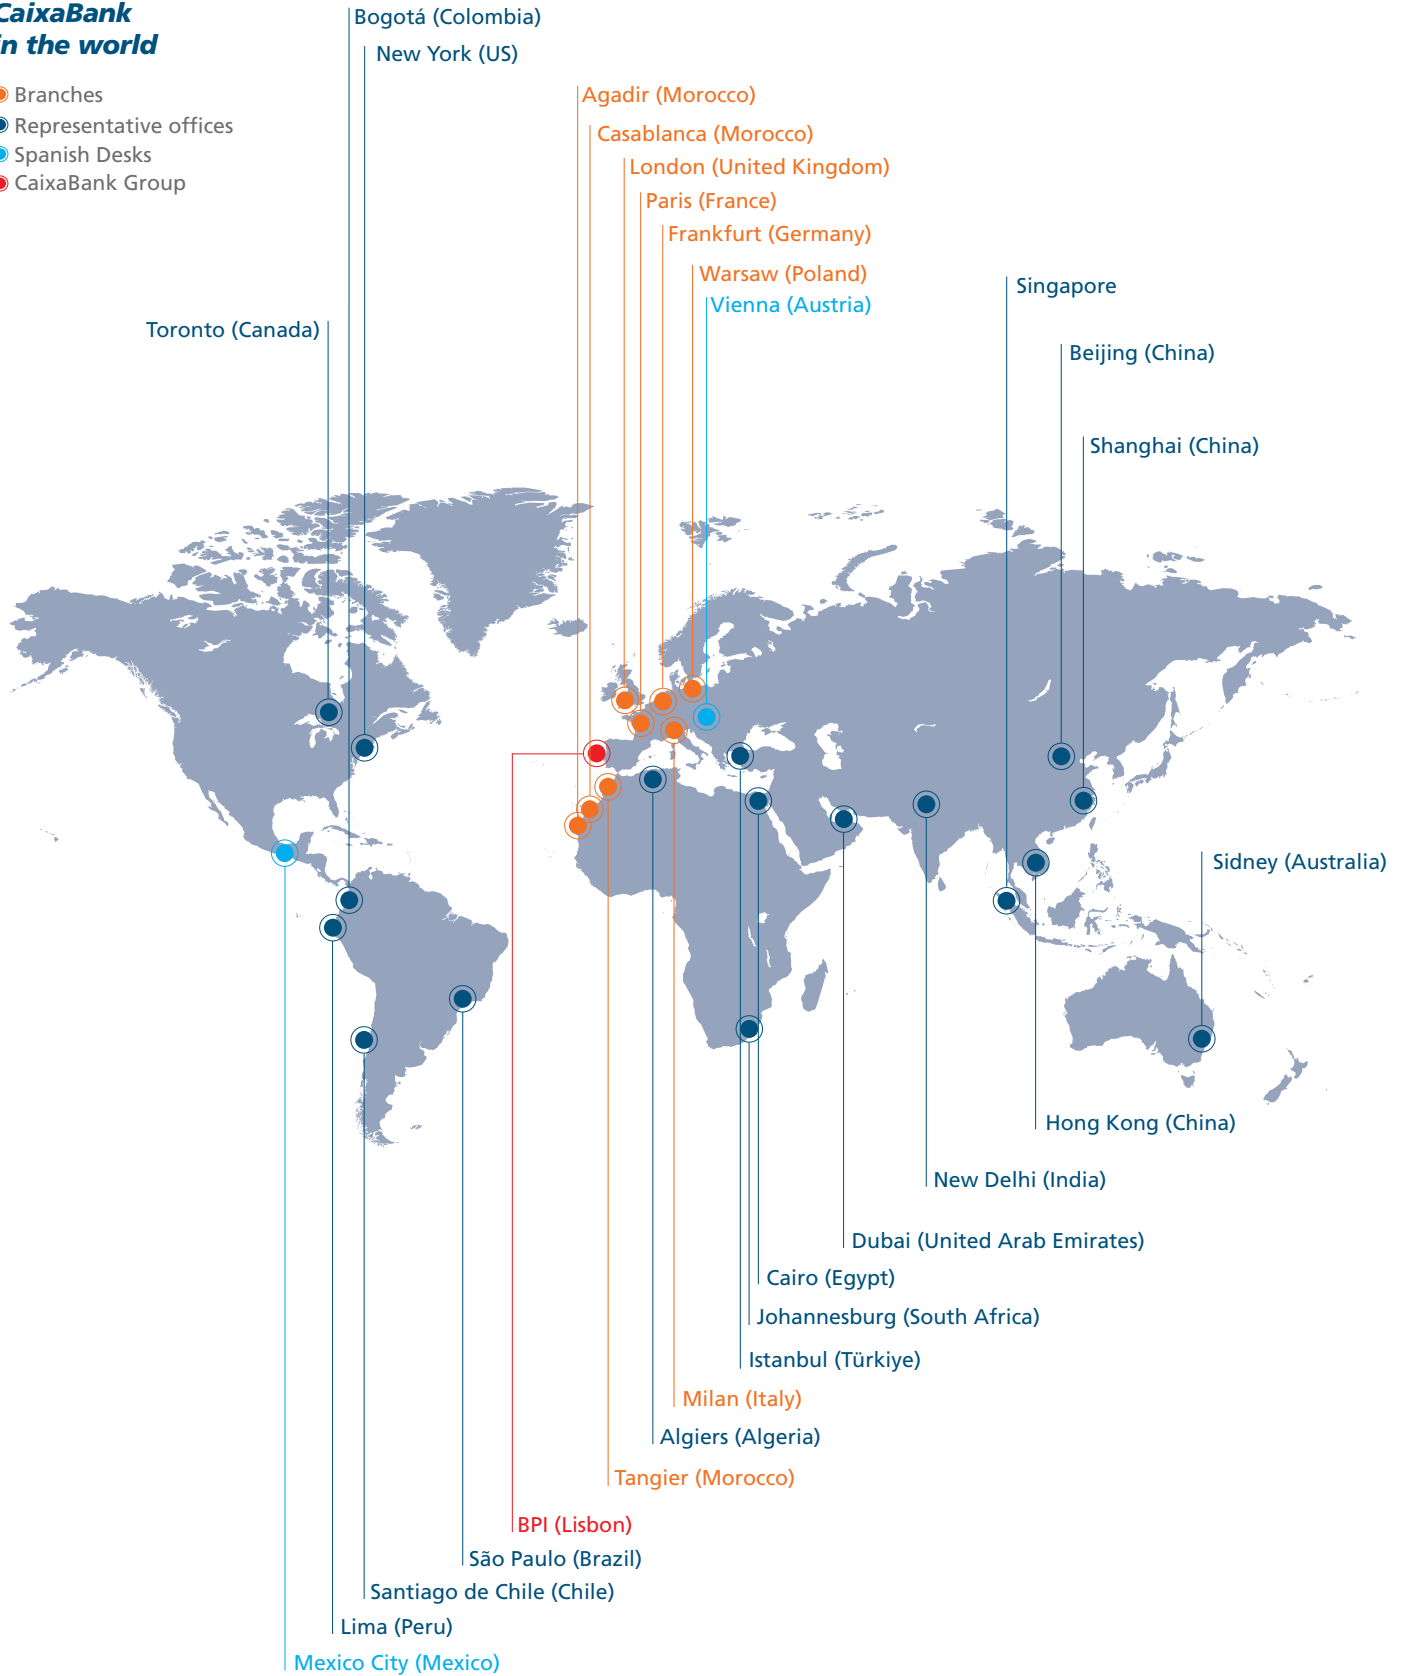 CaixaBank
in the world
Branches
Representative offices
Spanish Desks
CaixaBank Group
Bogotá (Colombia)
New York (US)
Agadir (Morocco)
Casablanca (Morocco)
London (United Kingdom)
Paris (France)
Frankfurt (Germany)
Warsaw (Poland)
Vienna (Austria)
Singapore
Toronto (Canada)
Beijing (China)
Shanghai (China)
Sidney (Australia)
Hong Kong (China)
New Delhi (India)
Dubai (United Arab Emirates)
Cairo (Egypt)
Johannesburg (South Africa)
Istanbul (Türkiye)
Milan (Italy)
Algiers (Algeria)
Tangier (Morocco)
BPI (Lisbon)
São Paulo (Brazil)
Santiago de Chile (Chile)
Lima (Peru)
Mexico City (Mexico)